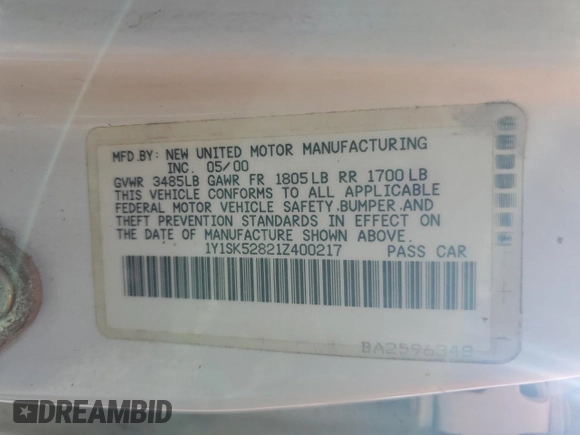 MFD.BY: NEW UNITED MOTOR MANUFACTURING
INC. 05/00
GVWR 3485LB GAWR FR 1805LB RR 1700LB
THIS VEHICLE CONFORMS TO ALL APPLICABLE
FEDERAL MOTOR VEHICLE SAFETY.BUMPER.AND
THEFT PREVENTION STANDARDS IN EFFECT ON
THE DATE OF MANUFACTURE SHOWN ABOVE.
1Y1SK52821Z400217 PASS CAR
BA259634B
DREAMBID